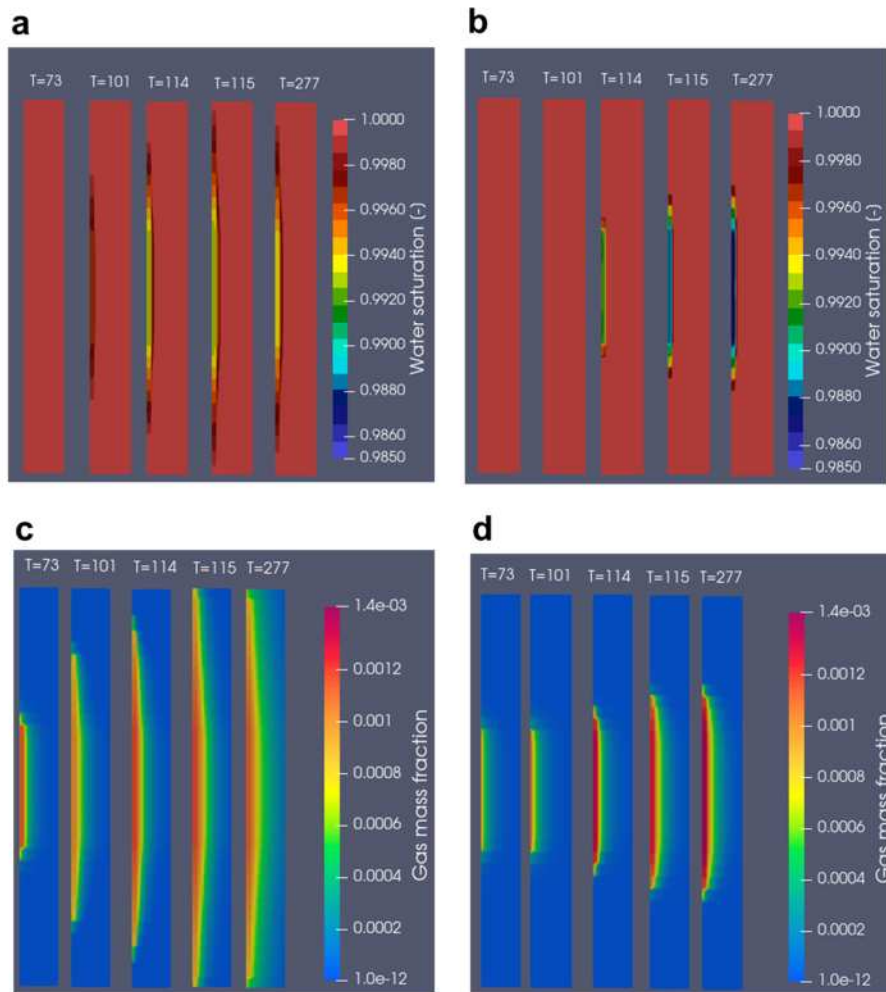 a
T=73 T=101 T=114 T=115 T=277
1.0000
0.9980
0.9960
0.9940
0.9920
0.9900
0.9880
0.9860
0.9850
Water saturation (-)
b
T=73 T=101 T=114 T=115 T=277
1.0000
0.9980
0.9960
0.9940
0.9920
0.9900
0.9880
0.9860
0.9850
Water saturation (-)
c
T=73 T=101 T=114 T=115 T=277
1.4e-03
0.0012
0.001
0.0008
0.0006
0.0004
0.0002
1.0e-12
Gas mass fraction
d
T=73 T=101 T=114 T=115 T=277
1.4e-03
0.0012
0.001
0.0008
0.0006
0.0004
0.0002
1.0e-12
Gas mass fraction